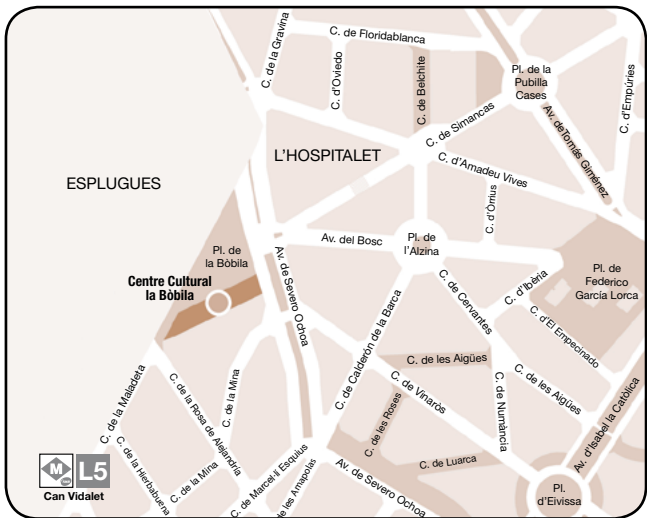 C. de la Gravina
C. de Floridablanca
C. d'Oviedo
C. de Belchite
Pl. de la
Pubilla
Cases
C. d'Empúries
C. de Simancas
Av. de Tomás Giménez
L'HOSPITALET
C. d'Amadeu Vives
ESPLUGUES
C. d'Órrius
Pl. de
la Bòbila
Av. del Bosc
Pl. de
l'Alzina
Centre Cultural
la Bòbila
Av. de Severo Ochoa
C. d'Ibèria
Pl. de
Federico
García Lorca
C. de Calderón de la Barca
C. de Cervantes
C. d'El Empecinado
C. de la Maladeta
C. de la Rosa de Alejandria
C. de la Mina
C. de les Aigües
C. de Vinaròs
C. de les Aigües
C. de les Roses
C. de Numància
Av. d'Isabel la Catòlica
C. de la Hierbabuena
C. de la Mina
C. de Marcel·lí Esquius
C. de Luarca
M
L5
Can Vidalet
de les Amapolas
Av. de Severo Ochoa
Pl.
d'Eivissa